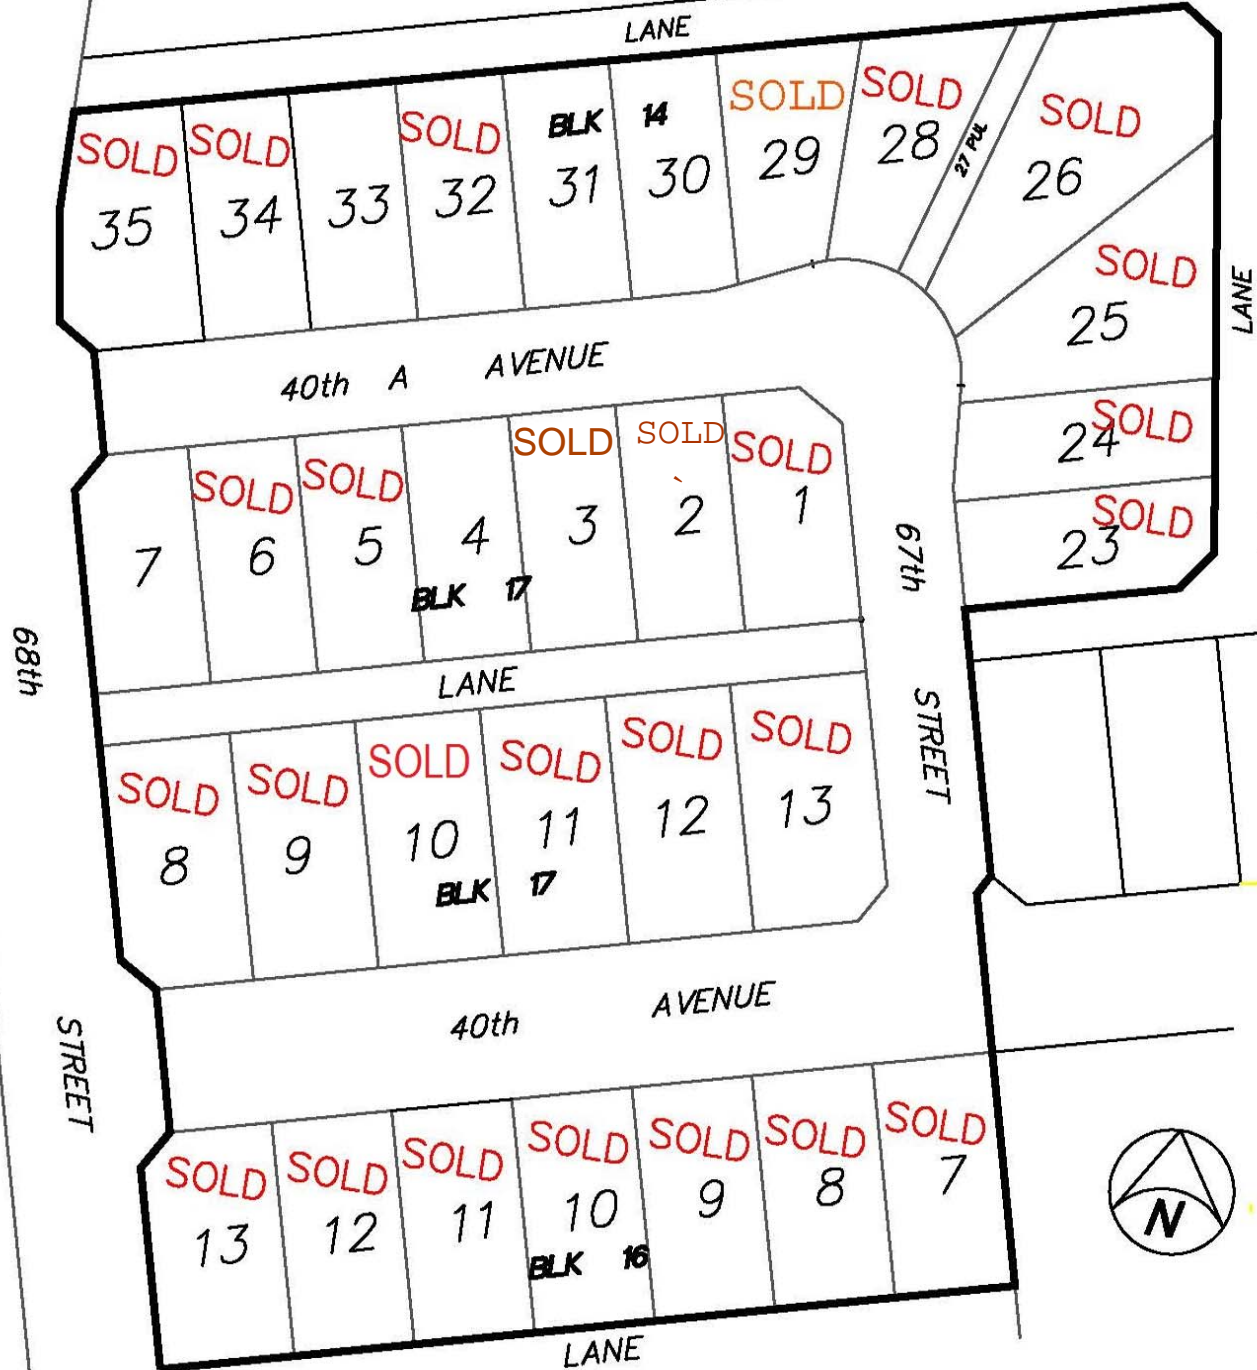 LANE
SOLD
35
SOLD
34
33
SOLD
32
BLK 14
31
30
SOLD
29
SOLD
28
27 PUL
SOLD
26
SOLD
25
LANE
SOLD
24
SOLD
23
40th A AVENUE
7
SOLD
6
SOLD
5
4
SOLD
3
SOLD
`
2
SOLD
1
BLK 17
67th
STREET
68th
STREET
LANE
SOLD
8
SOLD
9
SOLD
10
SOLD
11
SOLD
12
SOLD
13
BLK 17
40th AVENUE
SOLD
13
SOLD
12
SOLD
11
SOLD
10
SOLD
9
SOLD
8
SOLD
7
BLK 16
LANE
N